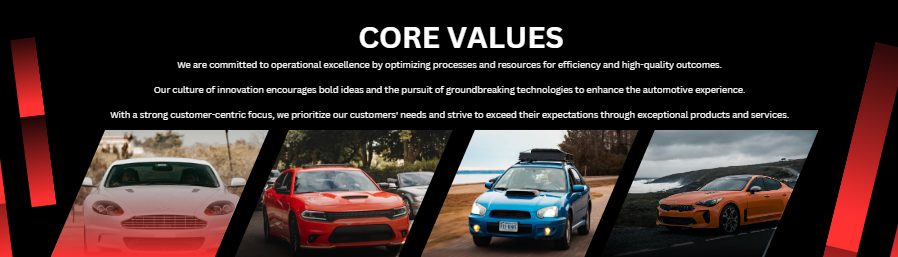 CORE VALUES
We are committed to operational excellence by optimizing processes and resources for efficiency and high-quality outcomes.
Our culture of innovation encourages bold ideas and the pursuit of groundbreaking technologies to enhance the automotive experience.
With a strong customer-centric focus, we prioritize our customers' needs and strive to exceed their expectations through exceptional products and services.